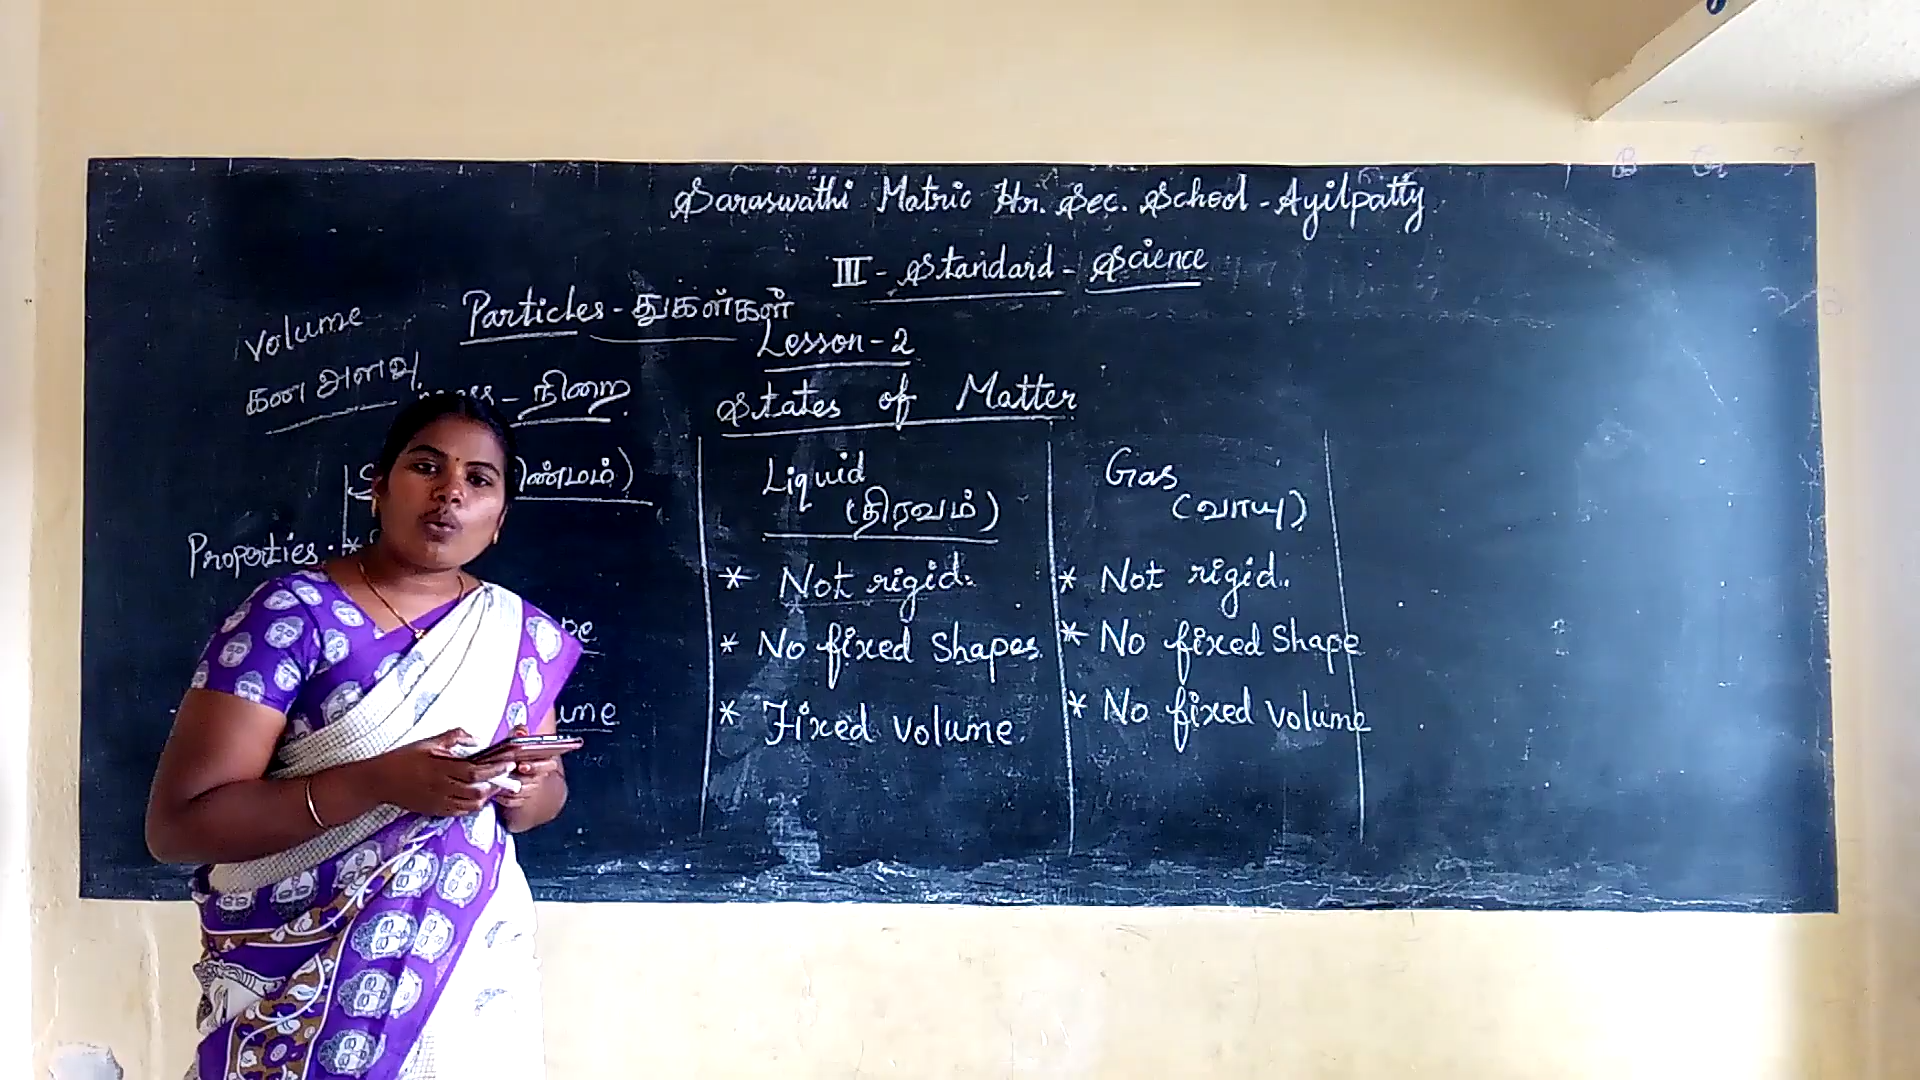 Saraswathi Matric Hr. Sec. School - Ayilpatty
III - Standard - Science
Particles - துகள்கள்
volume
கன அளவு
Lesson - 2
நிறை
States of Matter
Liquid
(திரவம்)
Gas
(வாயு)
Properties
* Not rigid.
* Not rigid.
* No fixed Shapes
* No fixed Shape
* Fixed volume.
* No fixed volume